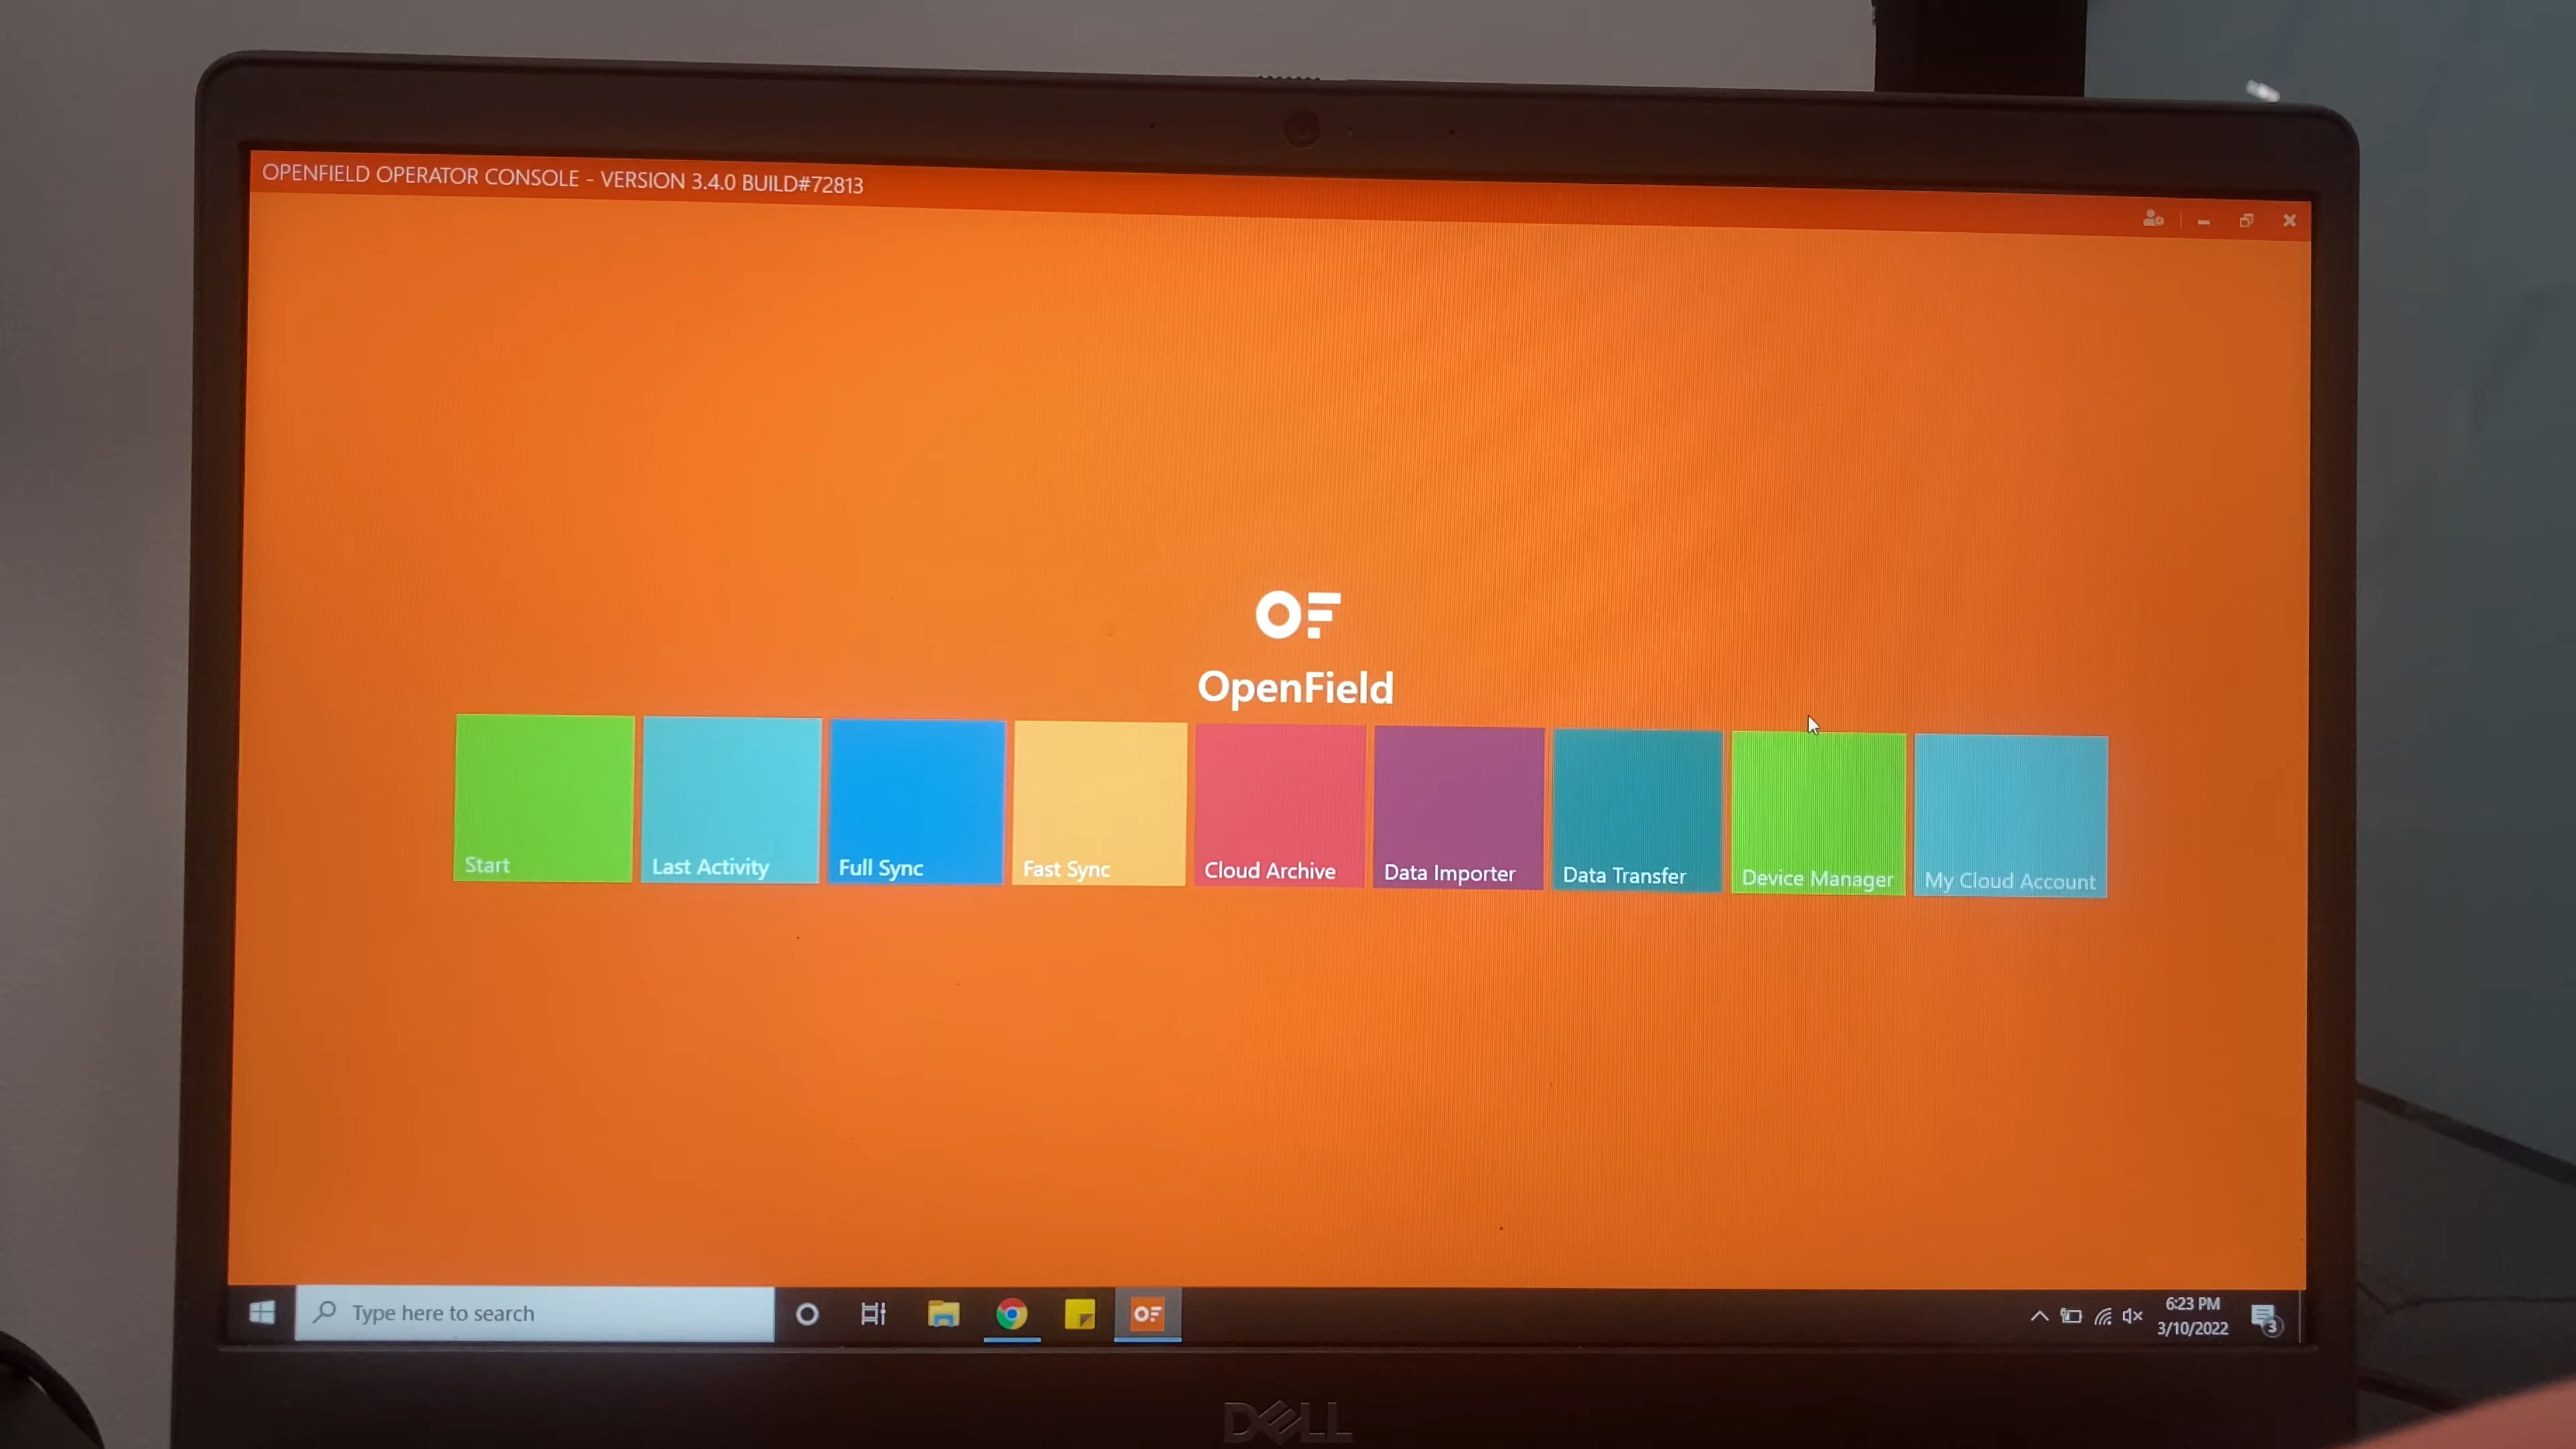 OPENFIELD OPERATOR CONSOLE - VERSION 3.4.0 BUILD#72813
OF
OpenField
Start
Last Activity
Full Sync
Fast Sync
Cloud Archive
Data Importer
Data Transfer
Device Manager
My Cloud Account
Type here to search
OF
6:23 PM
3/10/2022
3
DELL